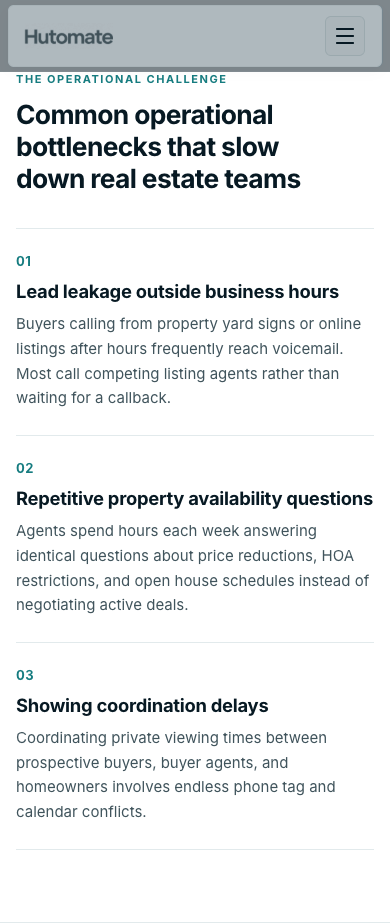 Hutomate
THE OPERATIONAL CHALLENGE
Common operational
bottlenecks that slow
down real estate teams
01
Lead leakage outside business hours
Buyers calling from property yard signs or online
listings after hours frequently reach voicemail.
Most call competing listing agents rather than
waiting for a callback.
02
Repetitive property availability questions
Agents spend hours each week answering
identical questions about price reductions, HOA
restrictions, and open house schedules instead of
negotiating active deals.
03
Showing coordination delays
Coordinating private viewing times between
prospective buyers, buyer agents, and
homeowners involves endless phone tag and
calendar conflicts.